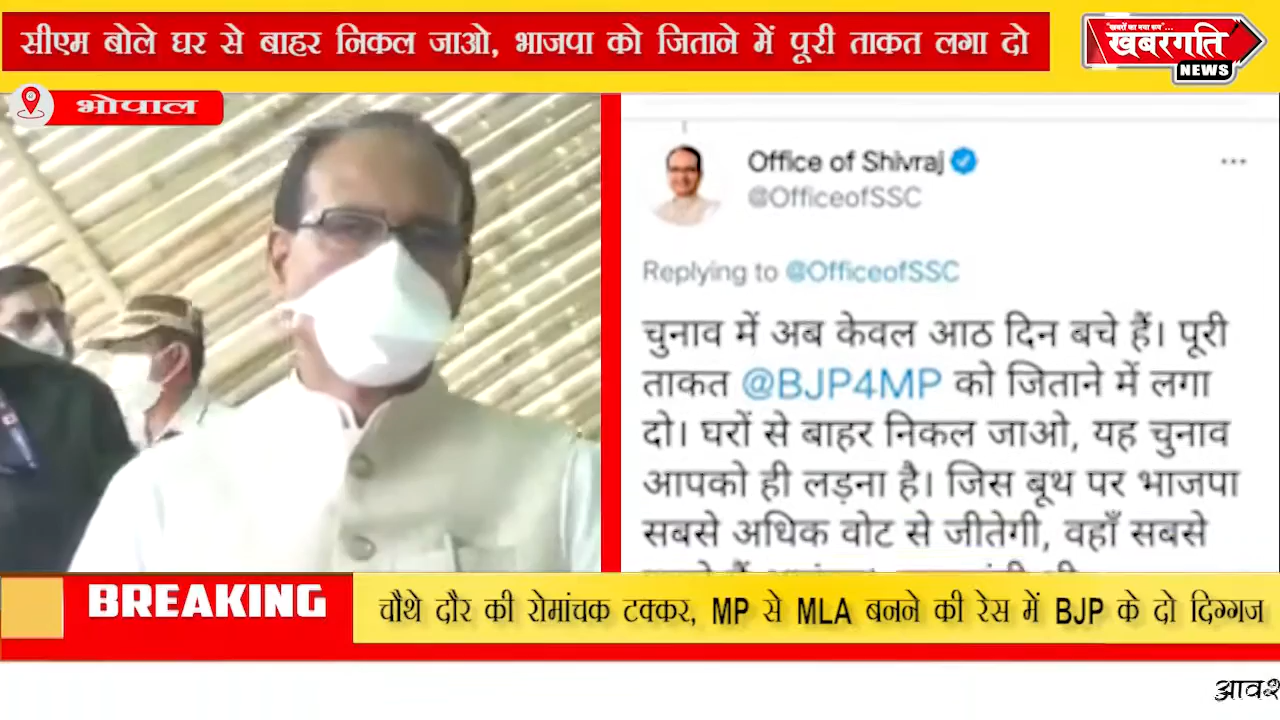 सीएम बोले घर से बाहर निकल जाओ, भाजपा को जिताने में पूरी ताकत लगा दो
खबरगति
NEWS
भोपाल
Office of Shivraj
@OfficeofSSC
Replying to @OfficeofSSC
चुनाव में अब केवल आठ दिन बचे हैं। पूरी
ताकत @BJP4MP को जिताने में लगा
दो। घरों से बाहर निकल जाओ, यह चुनाव
आपको ही लड़ना है। जिस बूथ पर भाजपा
सबसे अधिक वोट से जीतेगी, वहाँ सबसे
BREAKING
चौथे दौर की रोमांचक टक्कर, MP से MLA बनने की रेस में BJP के दो दिग्गज